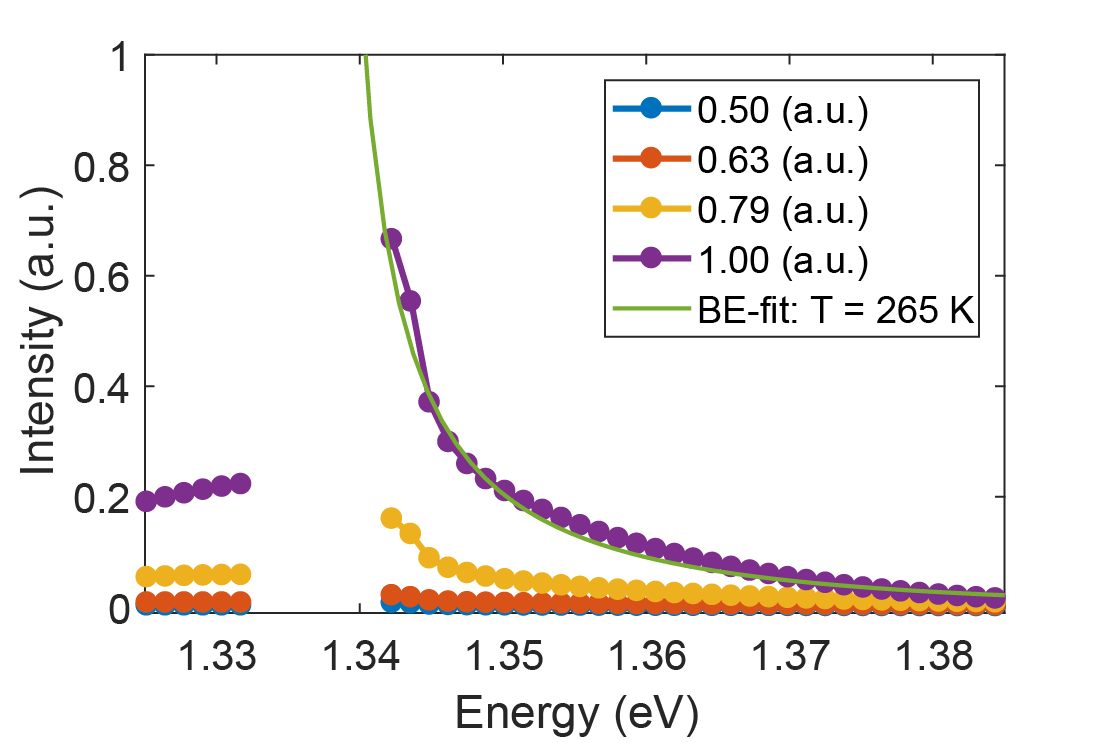 1
0.8
0.6
0.4
0.2
0
Intensity (a.u.)
0.50 (a.u.)
0.63 (a.u.)
0.79 (a.u.)
1.00 (a.u.)
BE-fit: T = 265 K
1.33 1.34 1.35 1.36 1.37 1.38
Energy (eV)